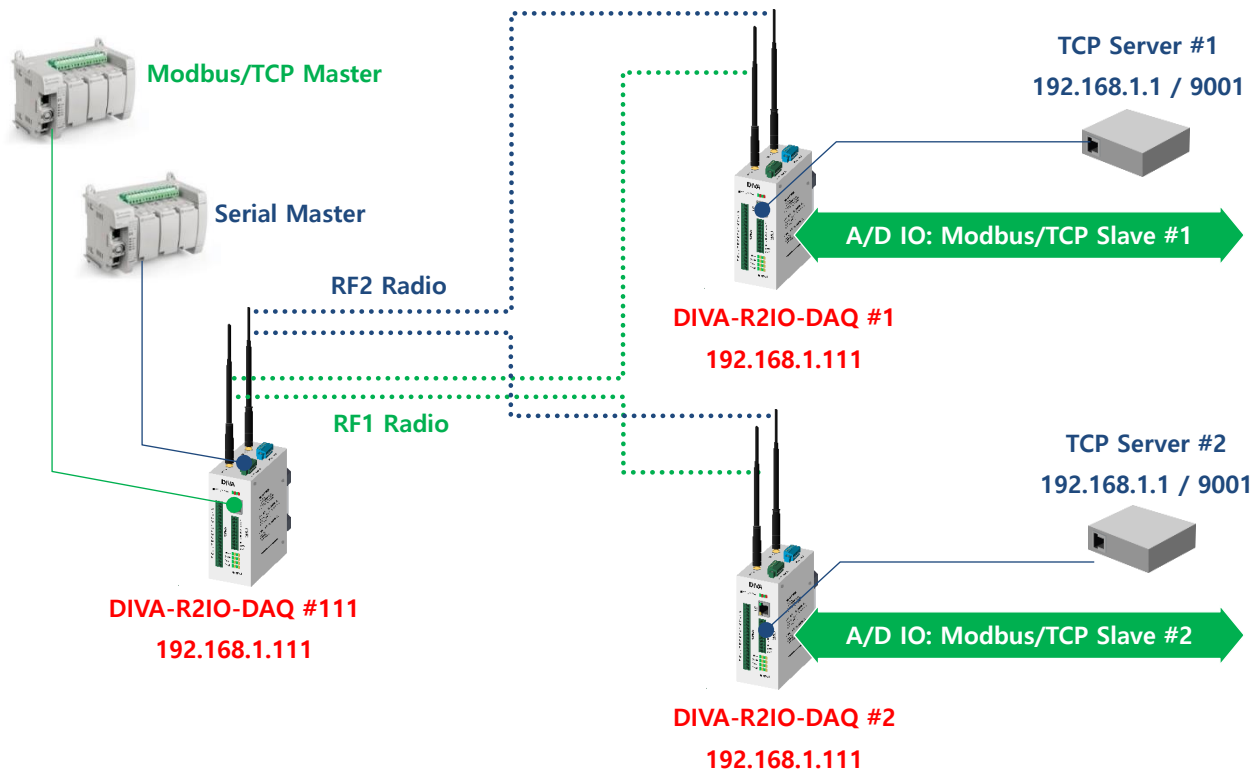 Modbus/TCP Master
Serial Master
RF2 Radio
RF1 Radio
DIVA
DIVA-R2IO-DAQ #111
192.168.1.111
TCP Server #1
192.168.1.1 / 9001
DIVA
A/D IO: Modbus/TCP Slave #1
DIVA-R2IO-DAQ #1
192.168.1.111
TCP Server #2
192.168.1.1 / 9001
DIVA
A/D IO: Modbus/TCP Slave #2
DIVA-R2IO-DAQ #2
192.168.1.111